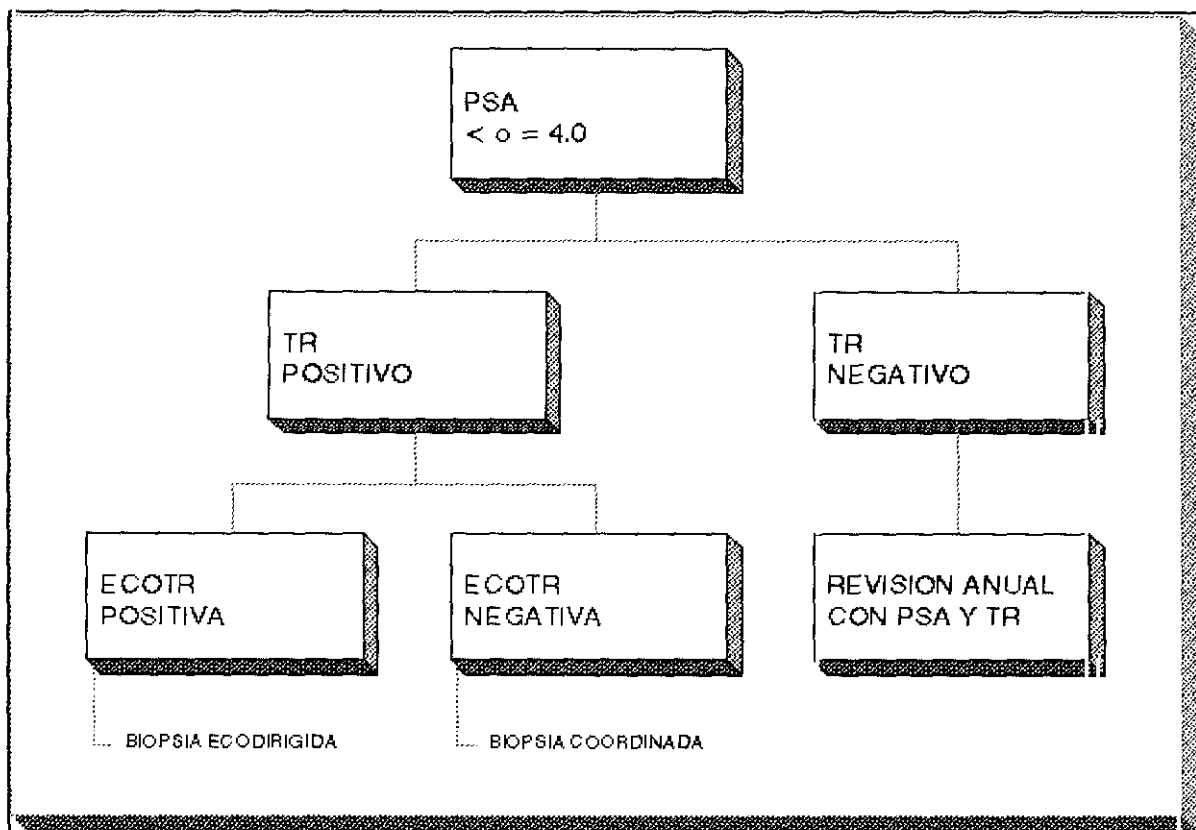 PSA
< o = 4.0
TR
POSITIVO
TR
NEGATIVO
ECOTR
POSITIVA
ECOTR
NEGATIVA
REVISION ANUAL
CON PSA Y TR
BIOPSIA ECODIRIGIDA
BIOPSIA COORDINADA